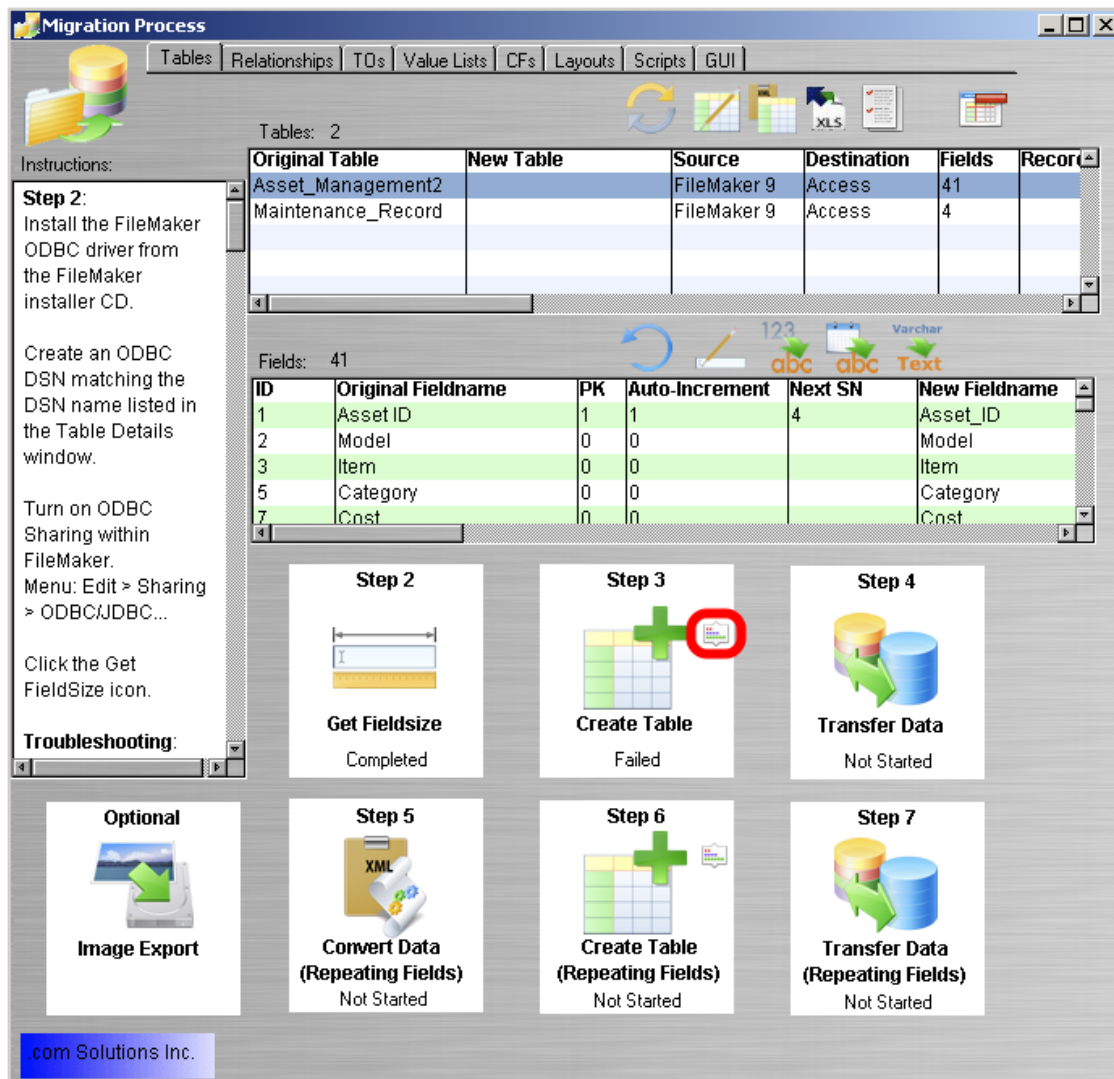 Migration Process
Tables Relationships TOs Value Lists CFs Layouts Scripts GUI
XML
XLS
Tables: 2
Instructions:
Original Table New Table Source Destination Fields Record
Asset_Management2 FileMaker 9 Access 41
Maintenance_Record FileMaker 9 Access 4
Step 2:
Install the FileMaker
ODBC driver from
the FileMaker
installer CD.
Create an ODBC
DSN matching the
DSN name listed in
the Table Details
window.
Turn on ODBC
Sharing within
FileMaker.
Menu: Edit > Sharing
> ODBC/JDBC...
Click the Get
FieldSize icon.
Troubleshooting:
Fields: 41
123 abc
abc
Varchar Text
ID Original Fieldname PK Auto-Increment Next SN New Fieldname
1 Asset ID 1 1 4 Asset_ID
2 Model 0 0 Model
3 Item 0 0 Item
5 Category 0 0 Category
7 Cost 0 0 Cost
Step 2
Get Fieldsize
Completed
Step 3
Create Table
Failed
Step 4
Transfer Data
Not Started
Optional
Image Export
Step 5
XML
Convert Data
(Repeating Fields)
Not Started
Step 6
Create Table
(Repeating Fields)
Not Started
Step 7
Transfer Data
(Repeating Fields)
Not Started
.com Solutions Inc.